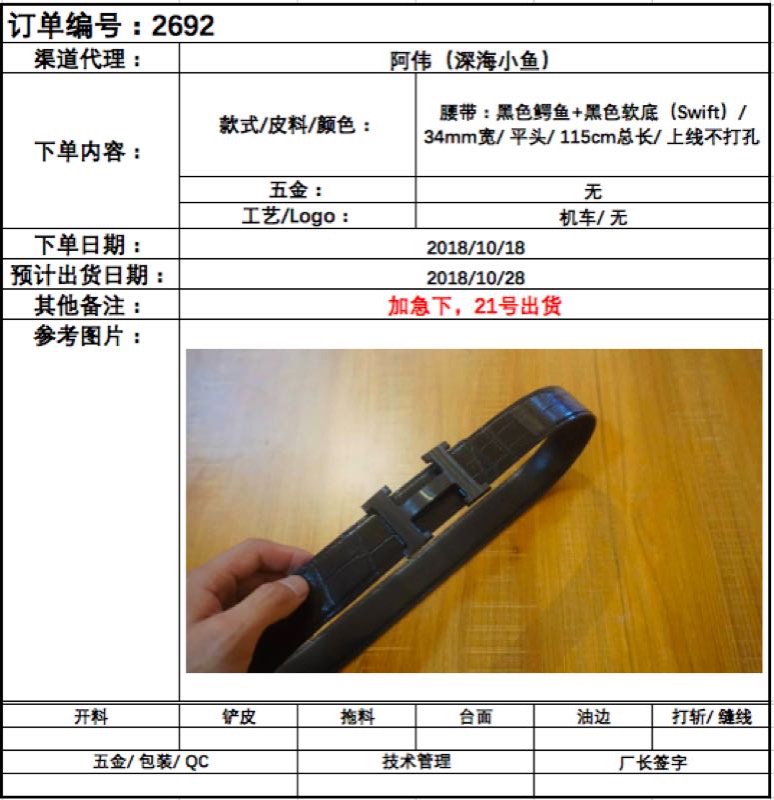 订单编号：2692
渠道代理：
阿伟（深海小鱼）
下单内容：
款式/皮料/颜色：
腰带：黑色鳄鱼+黑色软底（Swift）/
34mm宽/ 平头/ 115cm总长/ 上线不打孔
五金：
无
工艺/Logo：
机车/ 无
下单日期：
2018/10/18
预计出货日期：
2018/10/28
其他备注：
加急下，21号出货
参考图片：
开料
铲皮
拖料
台面
油边
打斩/ 缝线
五金/ 包装/ QC
技术管理
厂长签字